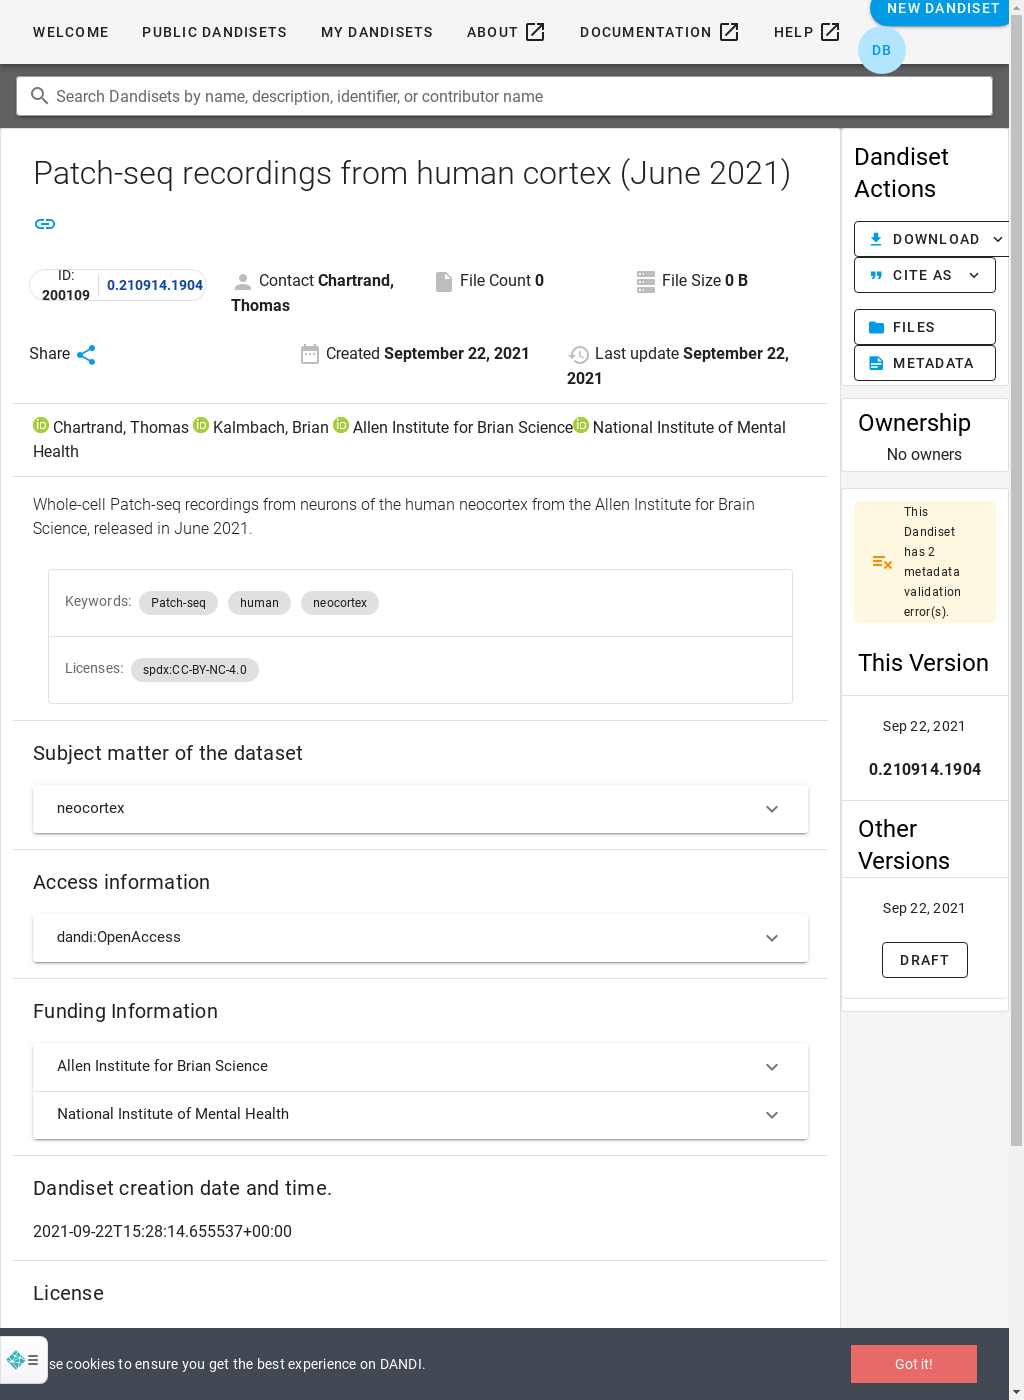 WELCOME PUBLIC DANDISETS MY DANDISETS ABOUT DOCUMENTATION HELP NEW DANDISET
DB
Search Dandisets by name, description, identifier, or contributor name
Patch-seq recordings from human cortex (June 2021)
ID: 200109 0.210914.1904
Contact Chartrand, Thomas
File Count 0
File Size 0 B
Share
Created September 22, 2021
Last update September 22, 2021
Chartrand, Thomas Kalmbach, Brian Allen Institute for Brian Science National Institute of Mental
Health
Whole-cell Patch-seq recordings from neurons of the human neocortex from the Allen Institute for Brain
Science, released in June 2021.
Keywords: Patch-seq human neocortex
Licenses: spdx:CC-BY-NC-4.0
Subject matter of the dataset
neocortex
Access information
dandi:OpenAccess
Funding Information
Allen Institute for Brian Science
National Institute of Mental Health
Dandiset creation date and time.
2021-09-22T15:28:14.655537+00:00
License
Dandiset
Actions
DOWNLOAD
CITE AS
FILES
METADATA
Ownership
No owners
This
Dandiset
has 2
metadata
validation
error(s).
This Version
Sep 22, 2021
0.210914.1904
Other
Versions
Sep 22, 2021
DRAFT
se cookies to ensure you get the best experience on DANDI.
Got it!